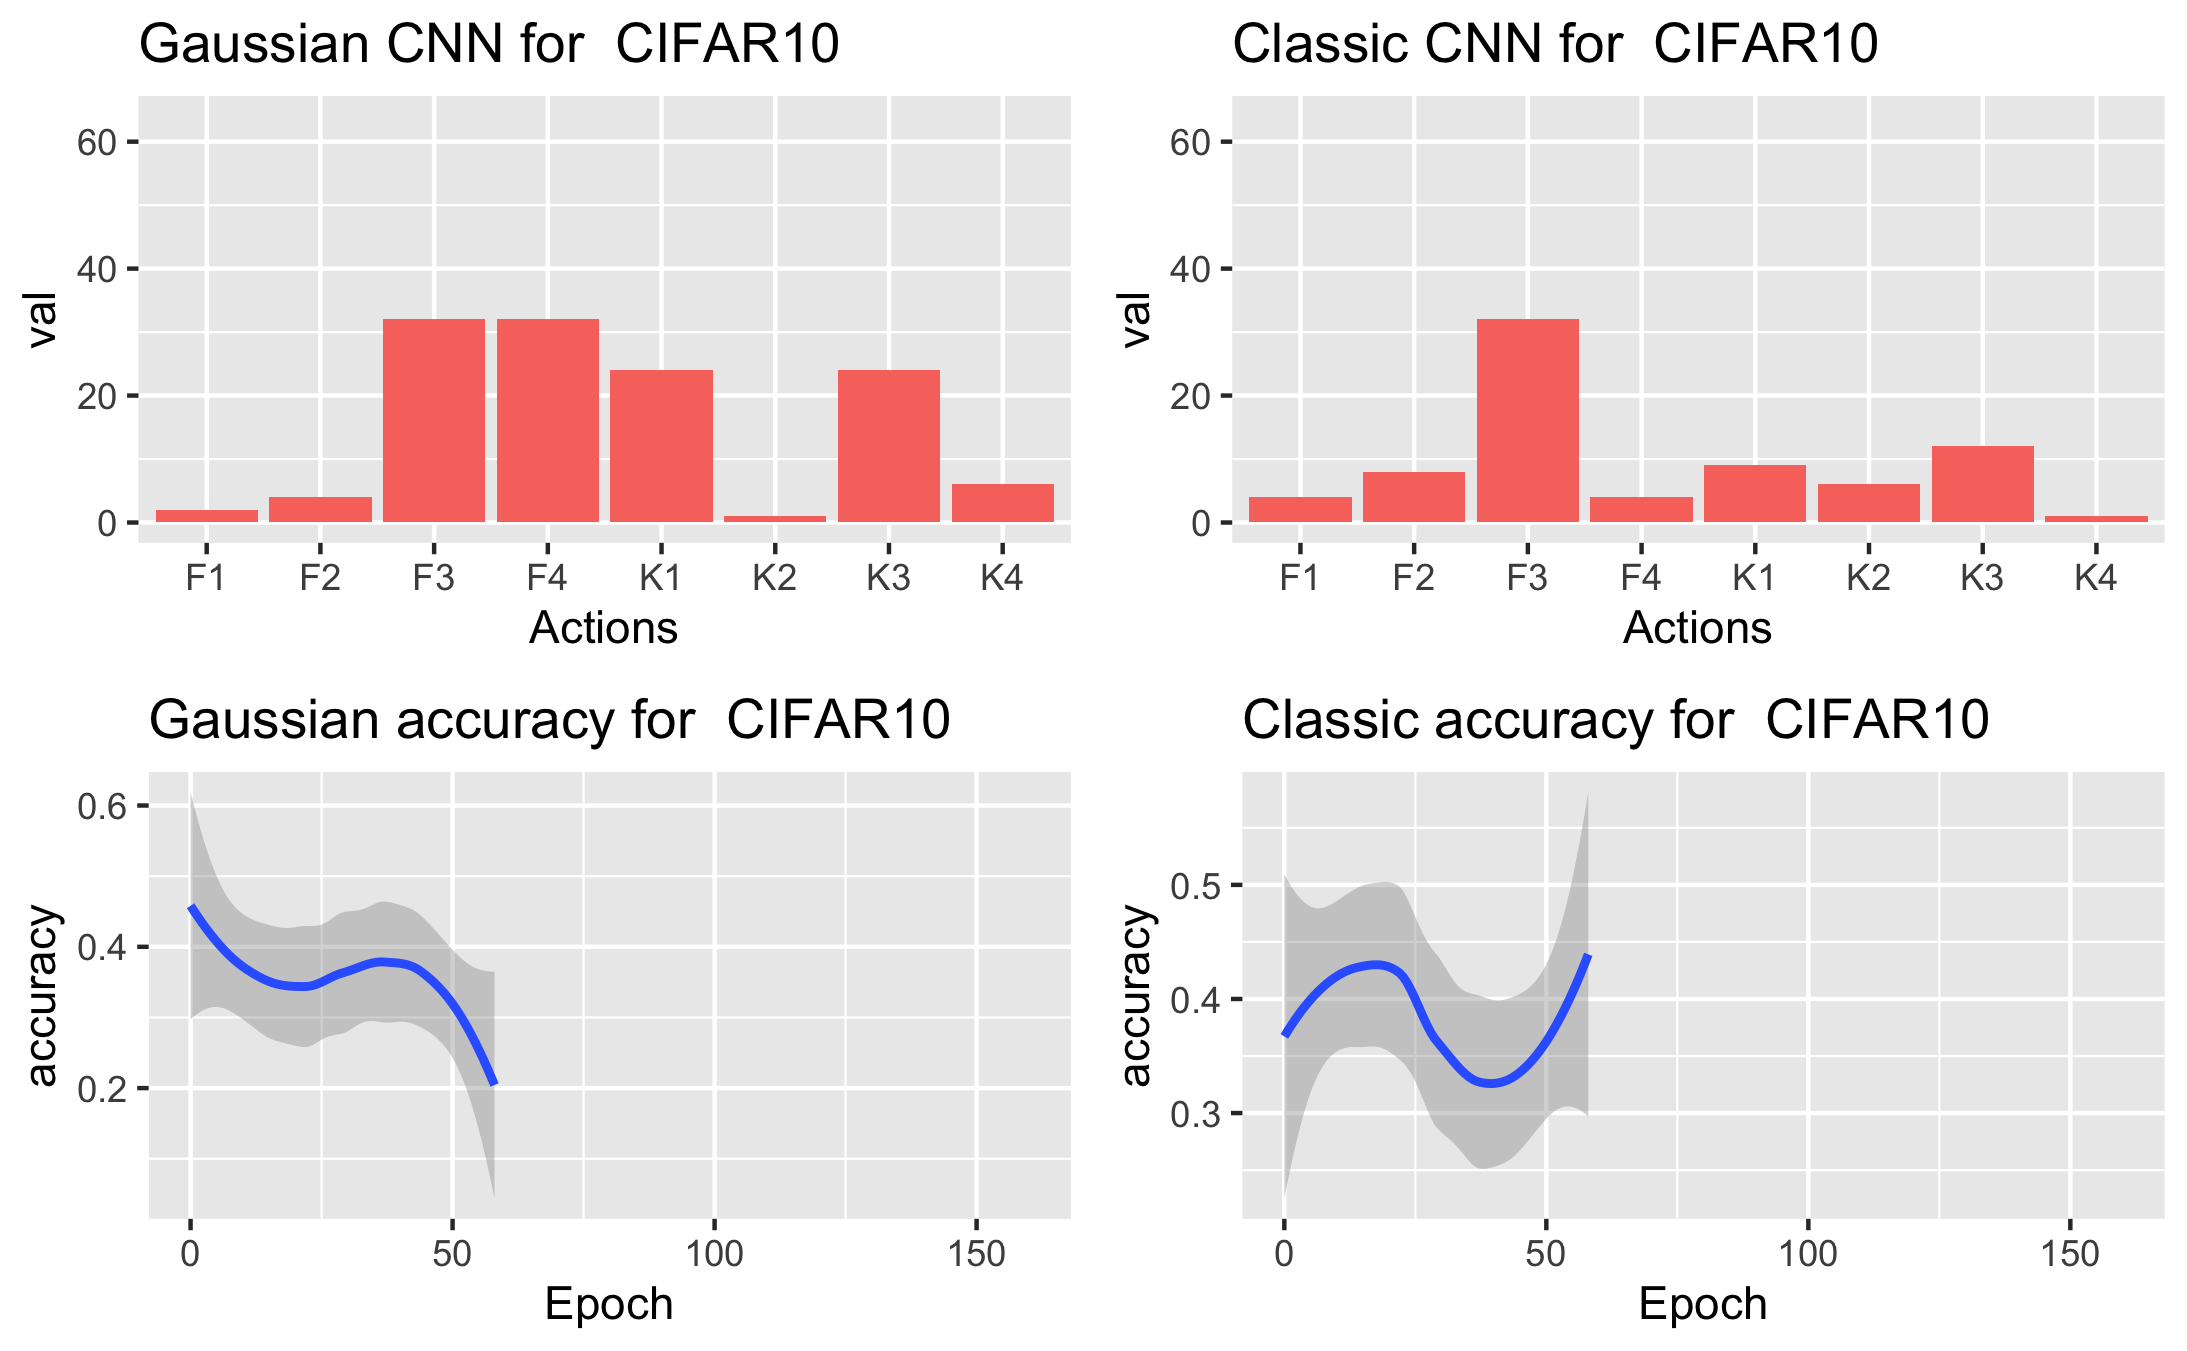 Gaussian CNN for  CIFAR10
60
40
20
0
val
F1 F2 F3 F4 K1 K2 K3 K4
Actions
Classic CNN for  CIFAR10
60
40
20
0
val
F1 F2 F3 F4 K1 K2 K3 K4
Actions
Gaussian accuracy for  CIFAR10
0.6
0.4
0.2
accuracy
0 50 100 150
Epoch
Classic accuracy for  CIFAR10
0.5
0.4
0.3
accuracy
0 50 100 150
Epoch